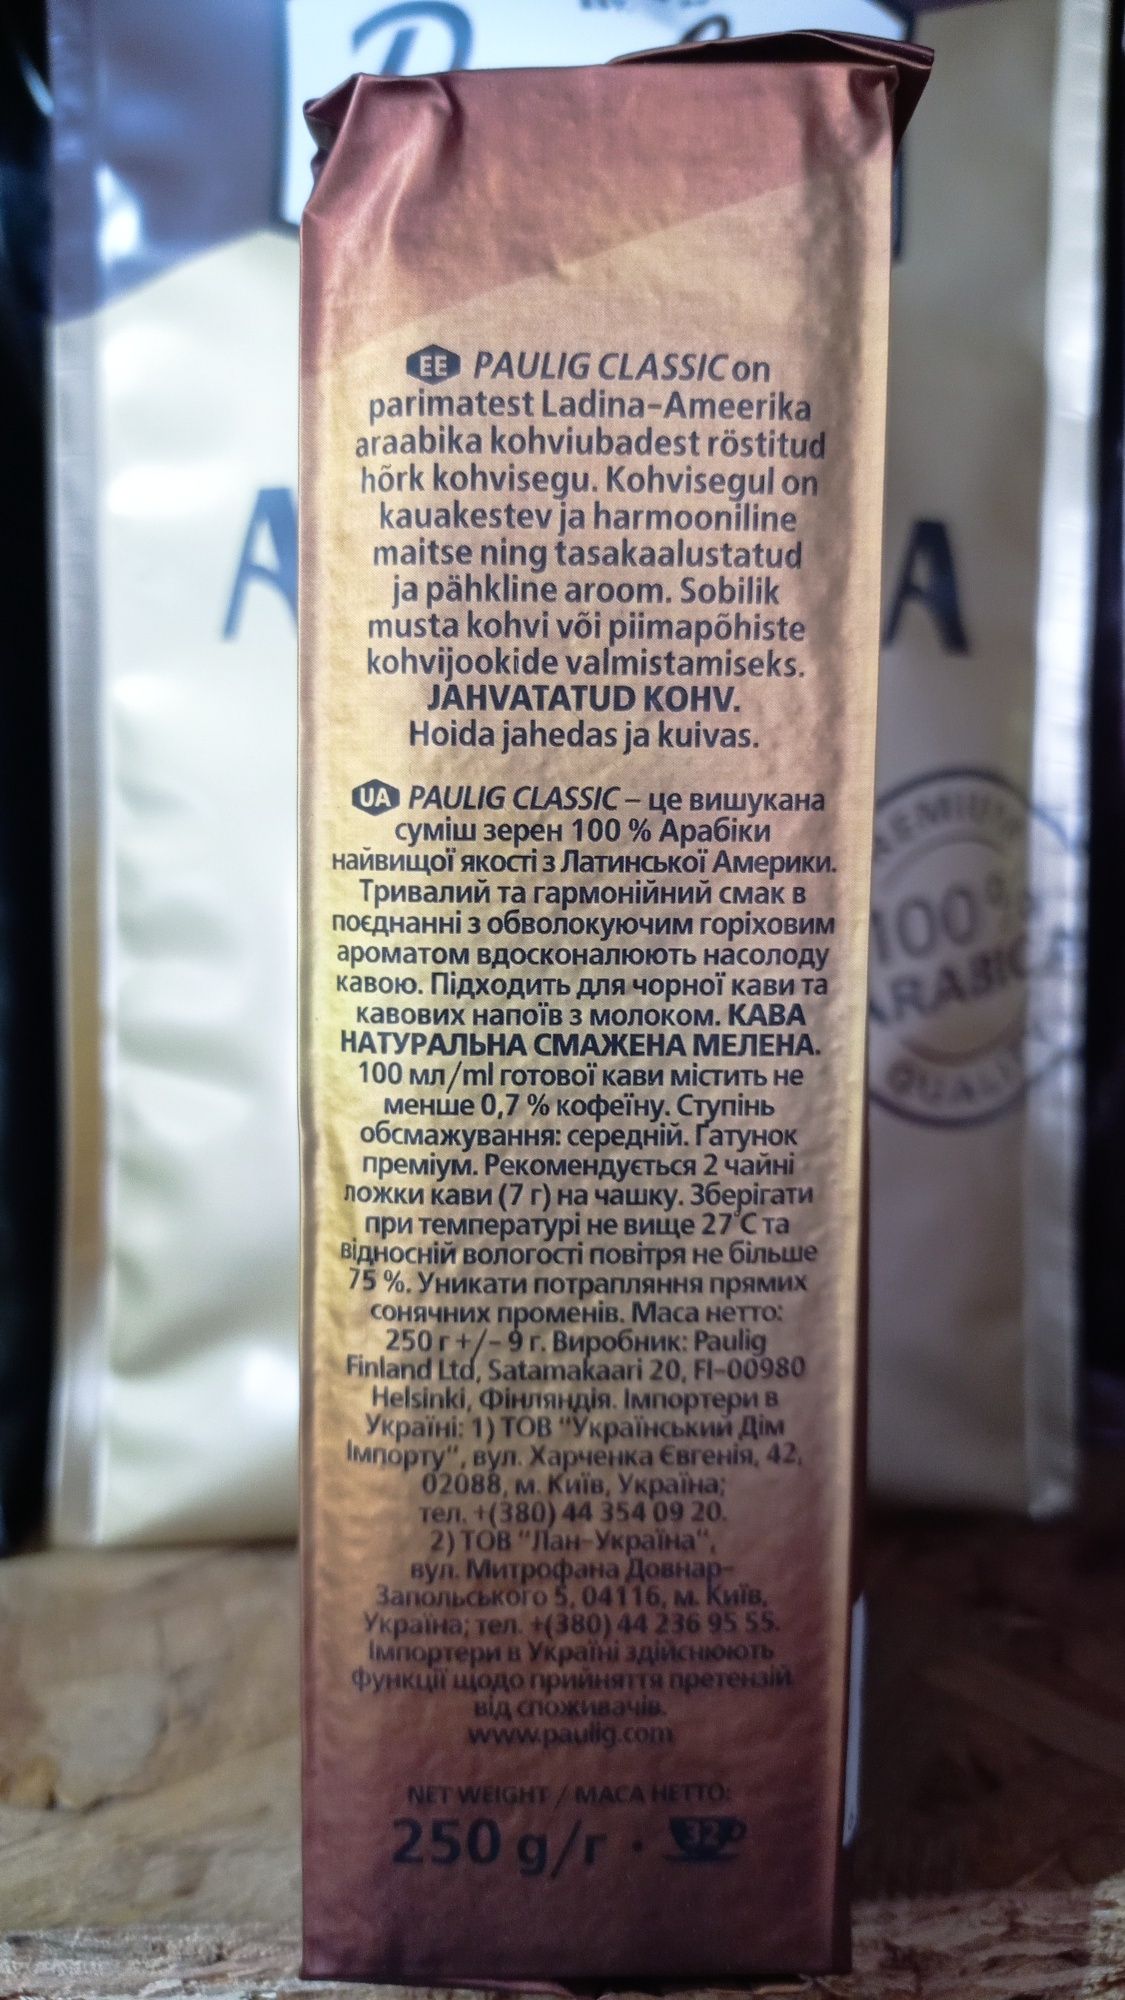 EE PAULIG CLASSIC on
parimatest Ladina-Ameerika
araabika kohviubadest röstitud
hõrk kohvisegu. Kohvisegul on
kauakestev ja harmooniline
maitse ning tasakaalustatud
ja pähkline aroom. Sobilik
musta kohvi või piimapõhiste
kohvijookide valmistamiseks.
JAHVATATUD KOHV.
Hoida jahedas ja kuivas.
UA PAULIG CLASSIC – це вишукана
суміш зерен 100 % Арабіки
найвищої якості з Латинської Америки.
Тривалий та гармонійний смак в
поєднанні з обволокуючим горіховим
ароматом вдосконалюють насолоду
кавою. Підходить для чорної кави та
кавових напоїв з молоком. КАВА
НАТУРАЛЬНА СМАЖЕНА МЕЛЕНА.
100 мл/ml готової кави містить не
менше 0,7 % кофеїну. Ступінь
обсмажування: середній. Ґатунок
преміум. Рекомендується 2 чайні
ложки кави (7 г) на чашку. Зберігати
при температурі не вище 27°С та
відносній вологості повітря не більше
75 %. Уникати потрапляння прямих
сонячних променів. Маса нетто:
250 г +/- 9 г. Виробник: Paulig
Finland Ltd, Satamakaari 20, FI-00980
Helsinki, Фінляндія. Імпортери в
Україні: 1) ТОВ "Український Дім
Імпорту", вул. Харченка Євгенія, 42,
02088, м. Київ, Україна;
тел. +(380) 44 354 09 20.
2) ТОВ "Лан-Україна",
вул. Митрофана Довнар-
Запольського 5, 04116, м. Київ,
Україна; тел. +(380) 44 236 95 55.
Імпортери в Україні здійснюють
функції щодо прийняття претензій
від споживачів.
www.paulig.com
NET WEIGHT / МАСА НЕТТО:
250 g/г · 32
A
A
100%
ARABICA
QUALITY